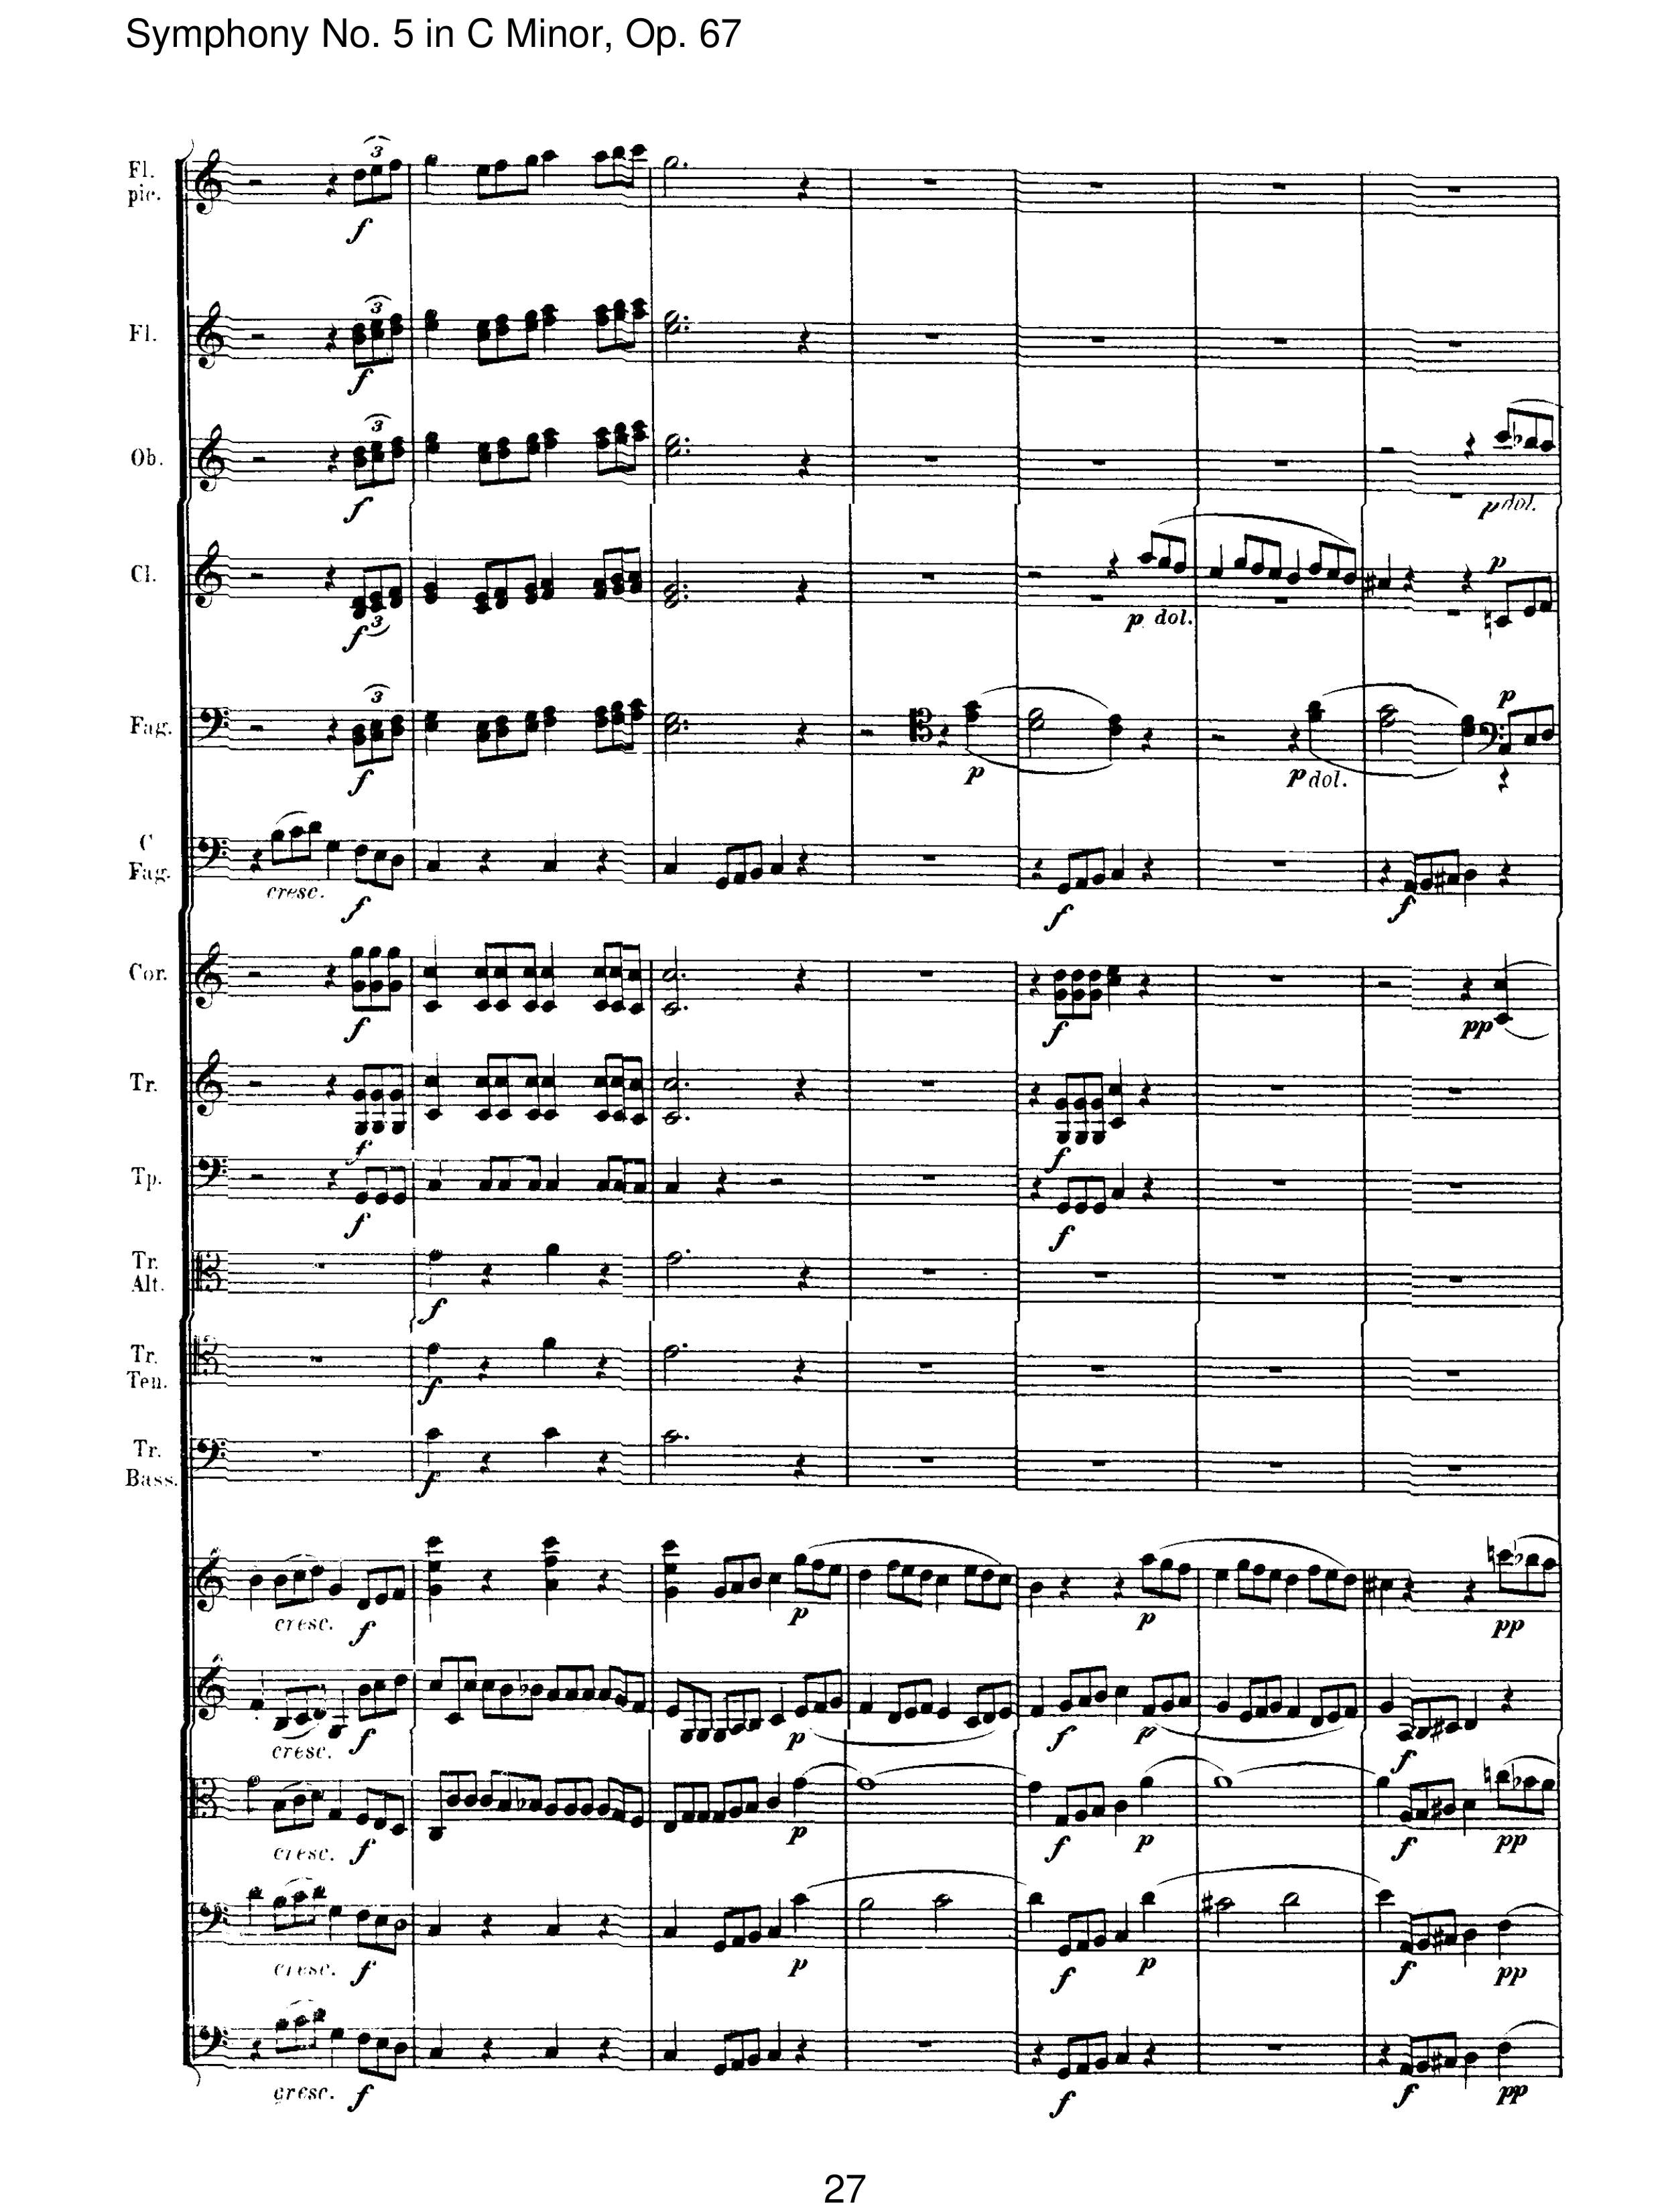 Symphony No. 5 in C Minor, Op. 67
Fl.
pic.
3
f
Fl.
3
f
Ob.
3
f
p dol.
Cl.
f
3
p dol.
p
Fag.
3
f
p
p dol.
p
C
Fag.
cresc.
f
f
f
Cor.
f
f
pp
Tr.
f
f
Tp.
f
f
Tr.
Alt.
f
Tr.
Ten.
f
Tr.
Bass.
f
cresc.
f
p
p
pp
cresc.
f
p
f
p
f
cresc.
f
p
f
p
f
pp
cresc.
f
p
f
p
f
pp
cresc.
f
f
f
pp
27